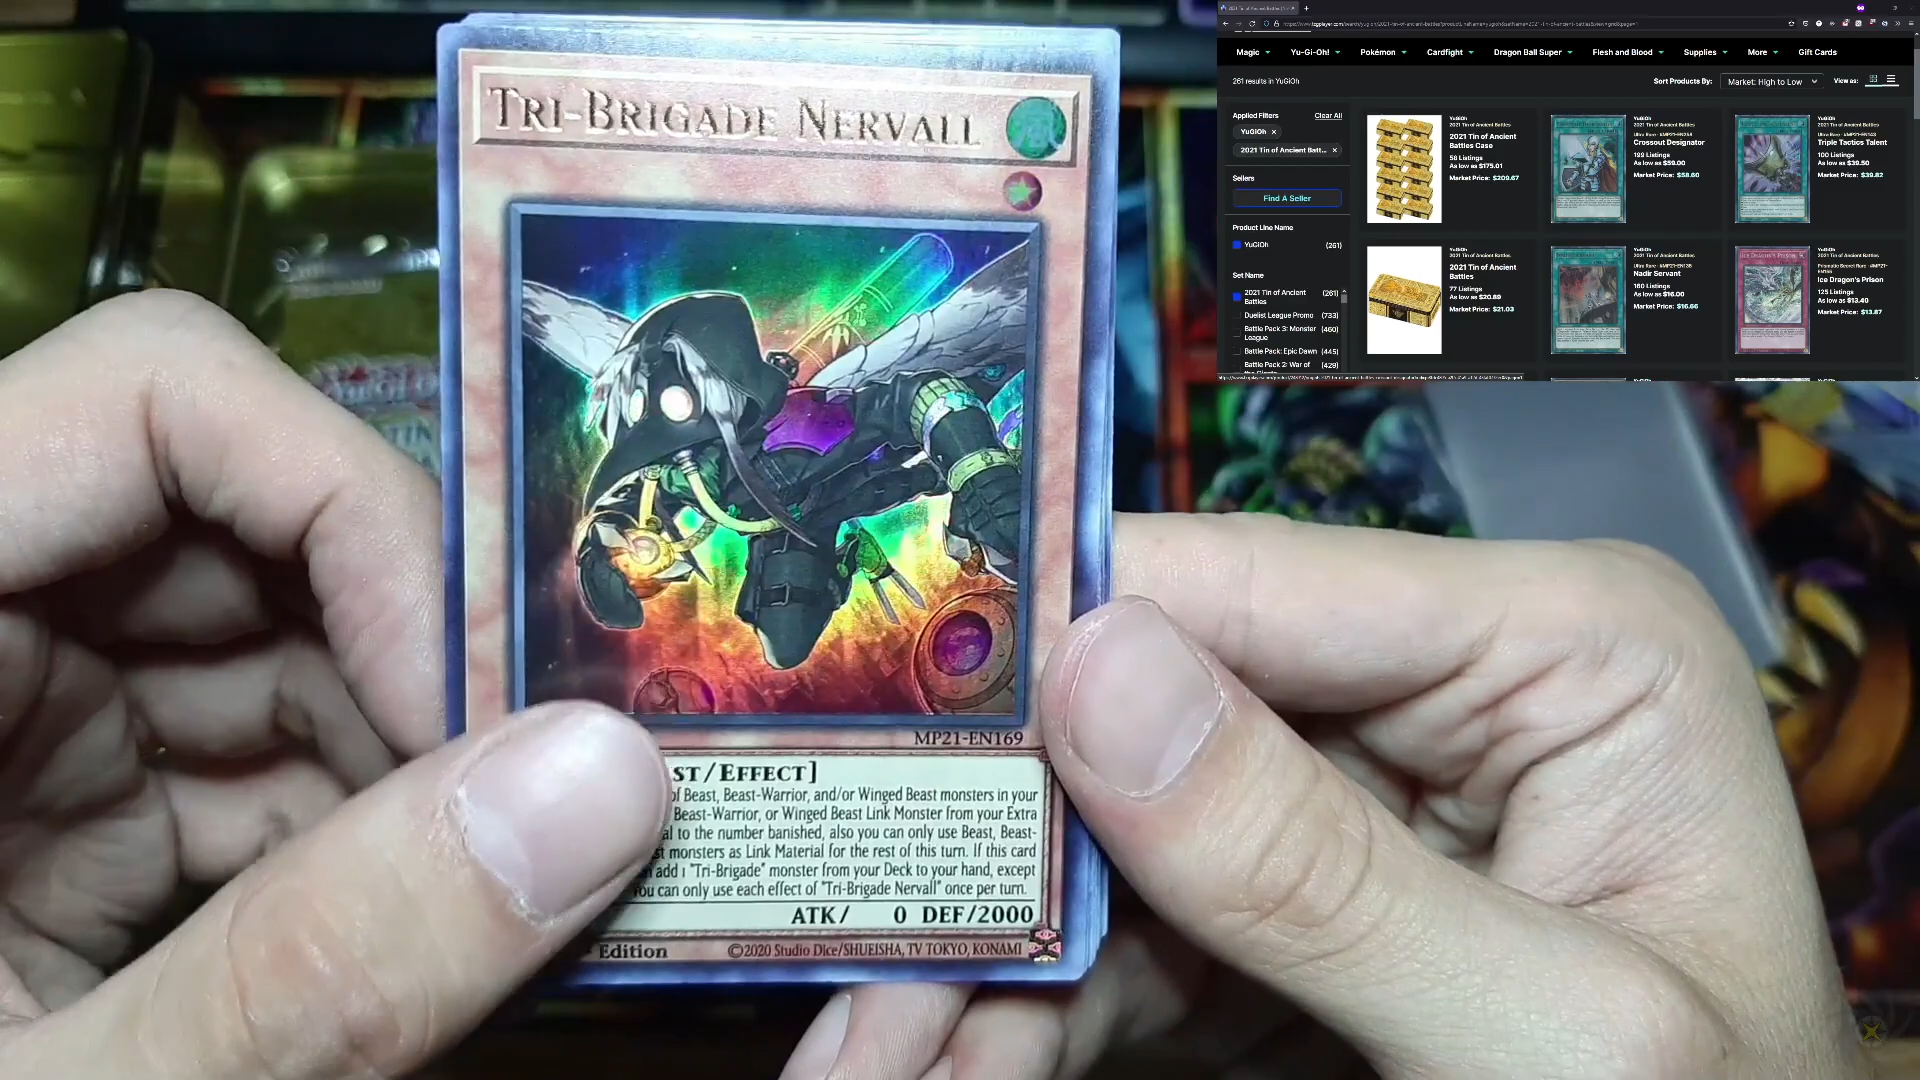 TRI-BRIGADE NERVALL
MP21-EN169
ST/EFFECT]
of Beast, Beast-Warrior, and/or Winged Beast monsters in your
Beast-Warrior, or Winged Beast Link Monster from your Extra
al to the number banished, also you can only use Beast, Beast-
st monsters as Link Material for the rest of this turn. If this card
add 1 "Tri-Brigade" monster from your Deck to your hand, except
You can only use each effect of "Tri-Brigade Nervall" once per turn.
ATK/ 0 DEF/2000
Edition
©2020 Studio Dice/SHUEISHA, TV TOKYO, KONAMI
TIN
Magic
Yu-Gi-Oh!
Pokémon
Cardfight
Dragon Ball Super
Flesh and Blood
Supplies
More
Gift Cards
261 results in YuGiOh
Sort Products By:
Market: High to Low
View as:
Applied Filters
Clear All
YuGiOh ×
2021 Tin of Ancient Batt... ×
Sellers
Find A Seller
Product Line Name
YuGiOh (261)
Set Name
2021 Tin of Ancient (261)
Battles
Duelist League Promo (733)
Battle Pack 3: Monster (460)
League
Battle Pack: Epic Dawn (445)
Battle Pack 2: War of (429)
YuGiOh
2021 Tin of Ancient Battles
2021 Tin of Ancient
Battles Case
58 Listings
As low as $175.01
Market Price: $209.67
YuGiOh
2021 Tin of Ancient Battles
Ultra Rare · #MP21-EN258
Crossout Designator
199 Listings
As low as $59.00
Market Price: $58.60
YuGiOh
2021 Tin of Ancient Battles
Ultra Rare · #MP21-EN143
Triple Tactics Talent
100 Listings
As low as $39.50
Market Price: $39.82
YuGiOh
2021 Tin of Ancient Battles
2021 Tin of Ancient
Battles
77 Listings
As low as $20.89
Market Price: $21.03
YuGiOh
2021 Tin of Ancient Battles
Ultra Rare · #MP21-EN138
Nadir Servant
160 Listings
As low as $16.00
Market Price: $16.66
YuGiOh
2021 Tin of Ancient Battles
Prismatic Secret Rare · #MP21-
Ice Dragon's Prison
125 Listings
As low as $13.40
Market Price: $13.87